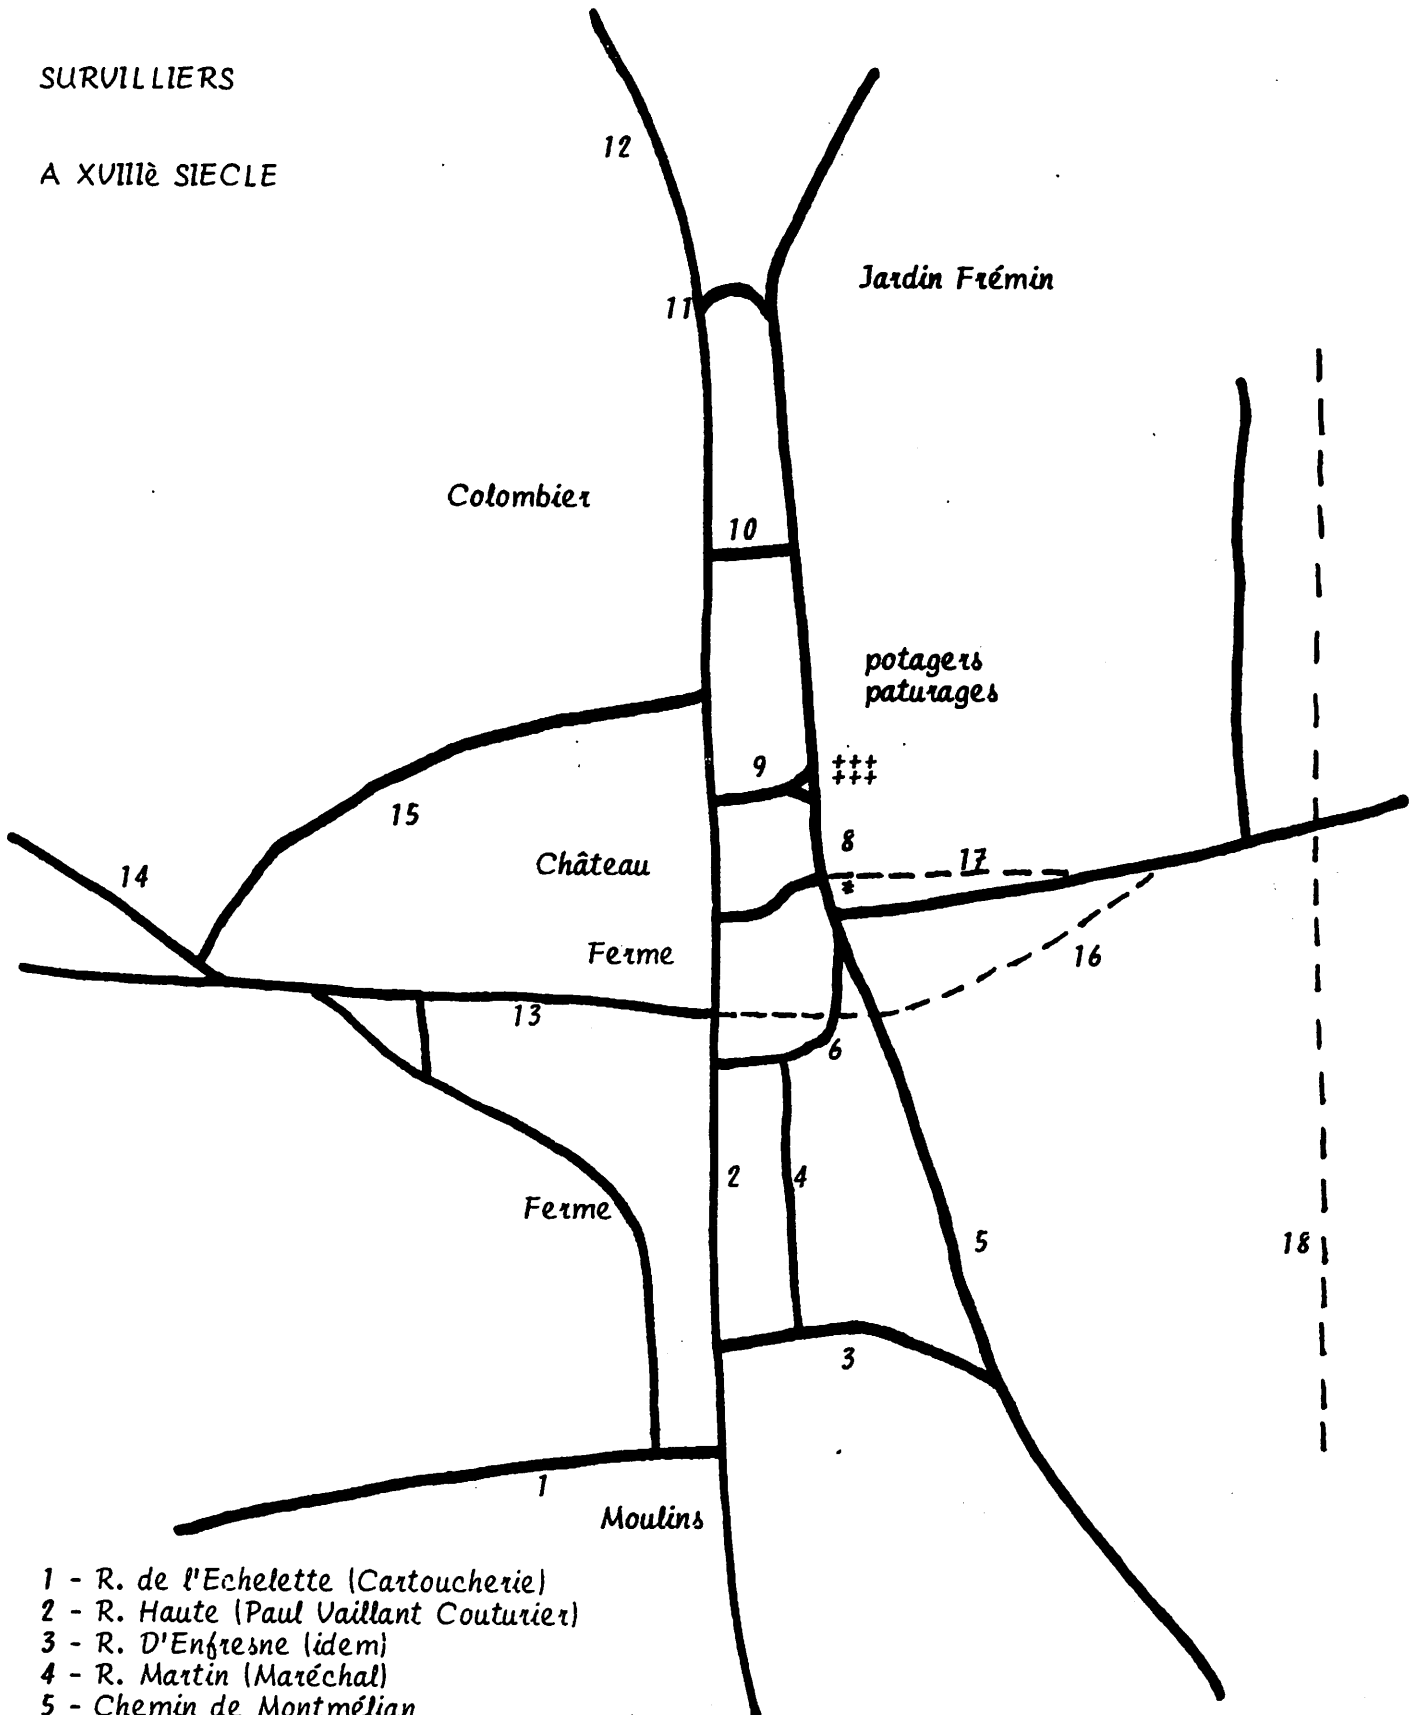 SURVILLIERS
A XVIIIè SIECLE
12
Jardin Frémin
11
Colombier
10
potagers
paturages
9
+++
+++
15
8
14
Château
17
*
Ferme
16
13
6
2
4
Ferme
5
18
3
1
Moulins
1 - R. de l'Echelette (Cartoucherie)
2 - R. Haute (Paul Vaillant Couturier)
3 - R. D'Enfresne (idem)
4 - R. Martin (Maréchal)
5 - Chemin de Montmélian